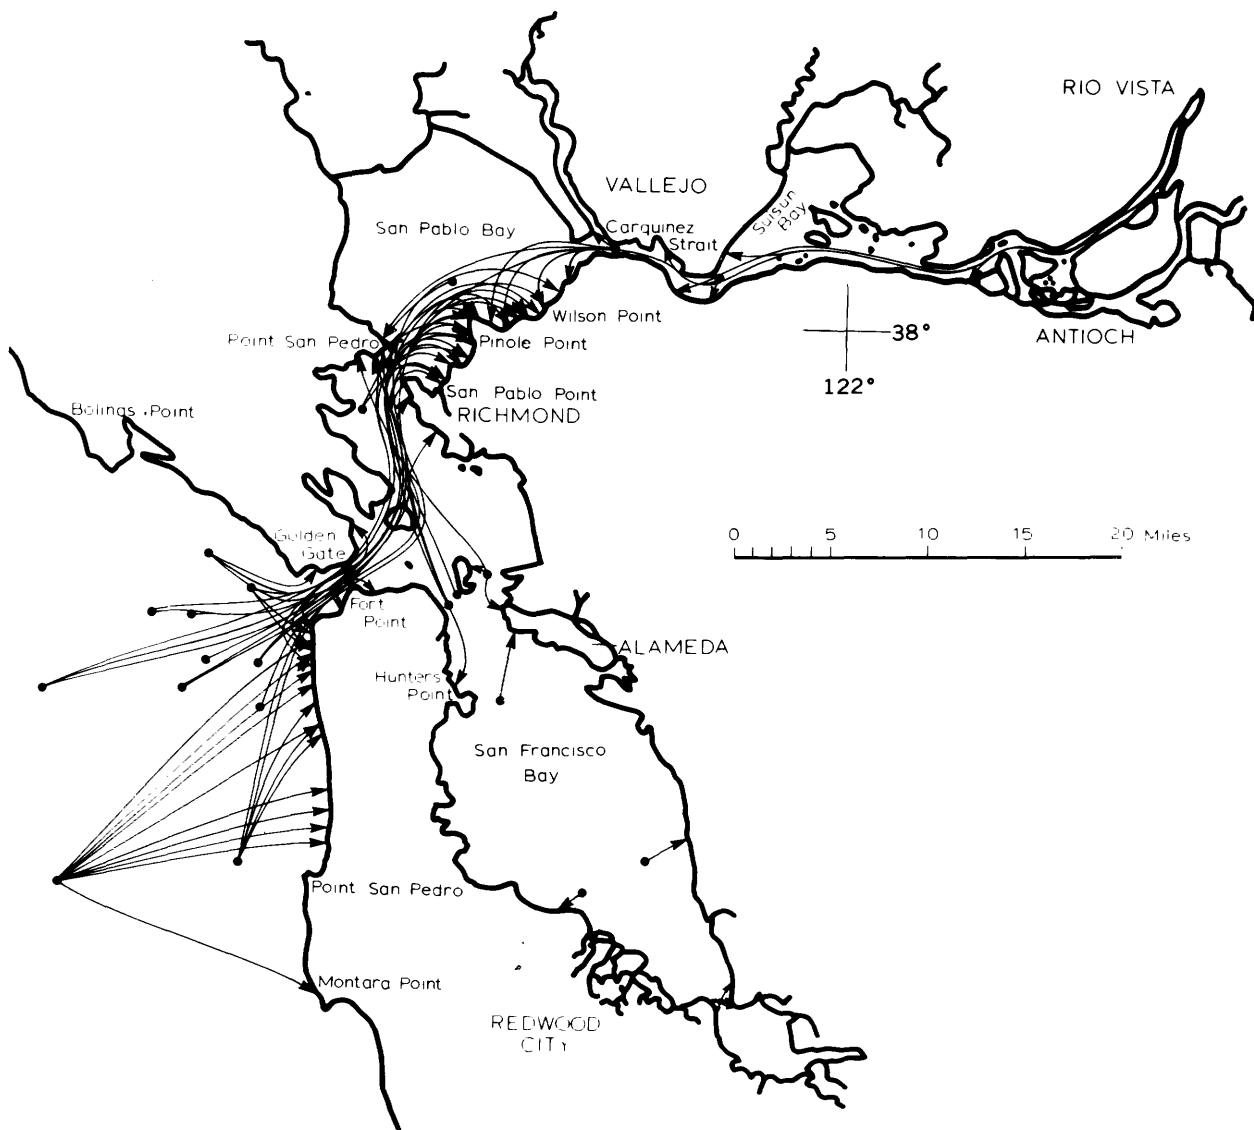 RIO VISTA
VALLEJO
Carquinez
Strait
Suisun
Bay
San Pablo Bay
Wilson Point
38°
ANTIOCH
Point San Pedro
Pinole Point
122°
San Pablo Point
Bolinas Point
RICHMOND
Golden
Gate
0 5 10 15 20 Miles
Fort
Point
ALAMEDA
Hunters
Point
San Francisco
Bay
Point San Pedro
Montara Point
REDWOOD
CITY